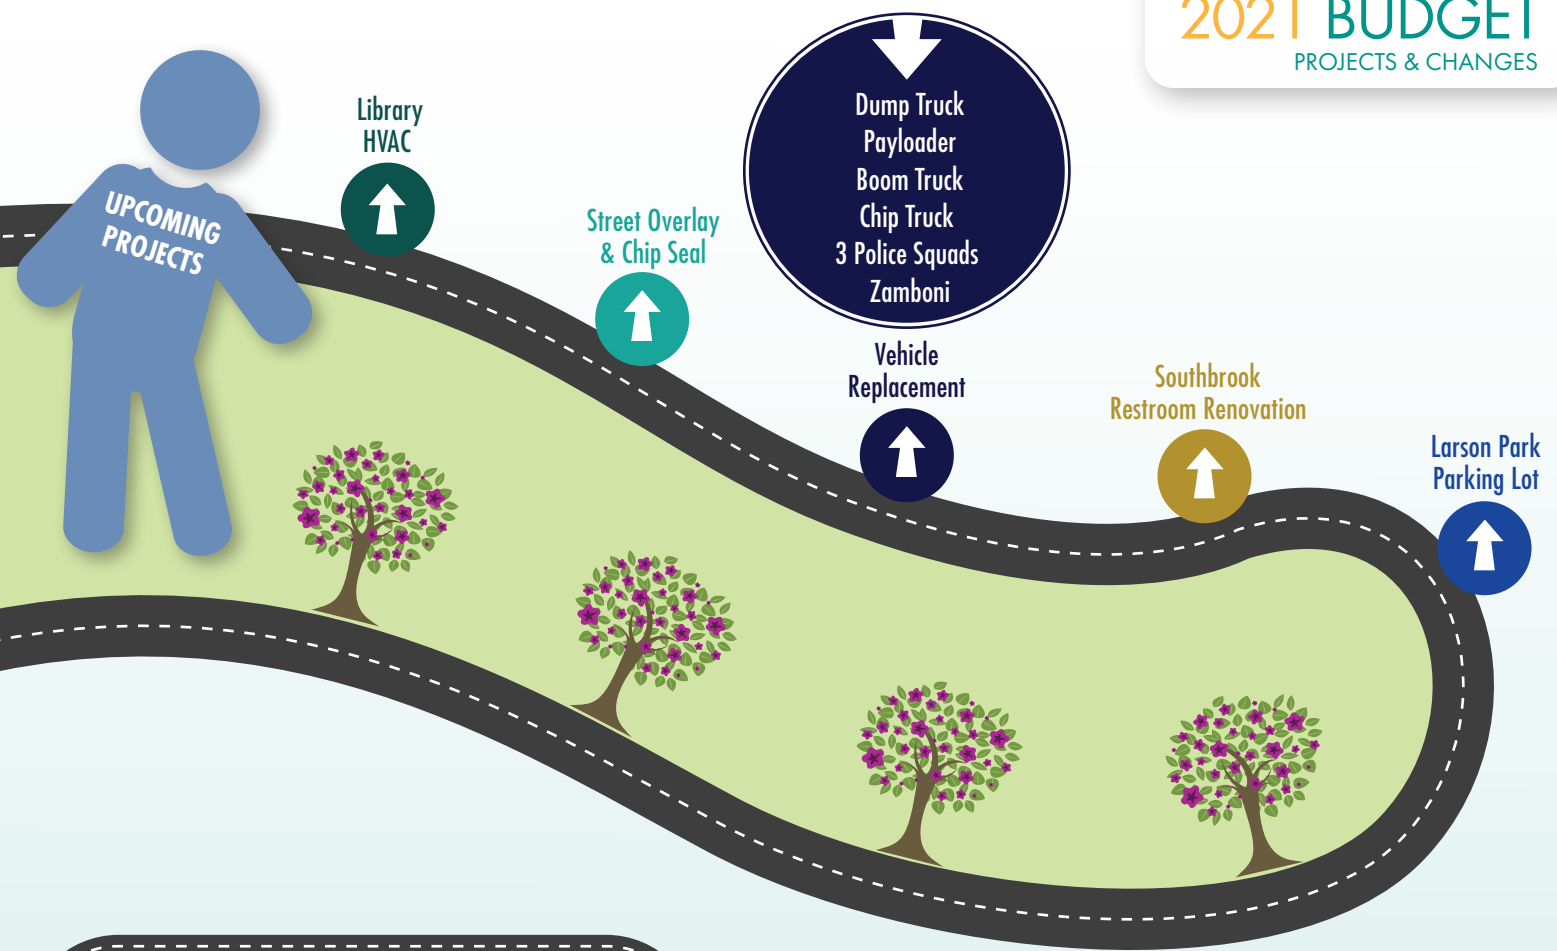 2021 BUDGET
PROJECTS & CHANGES
UPCOMING
PROJECTS
Library
HVAC
Street Overlay
& Chip Seal
Dump Truck
Payloader
Boom Truck
Chip Truck
3 Police Squads
Zamboni
Vehicle
Replacement
Southbrook
Restroom Renovation
Larson Park
Parking Lot